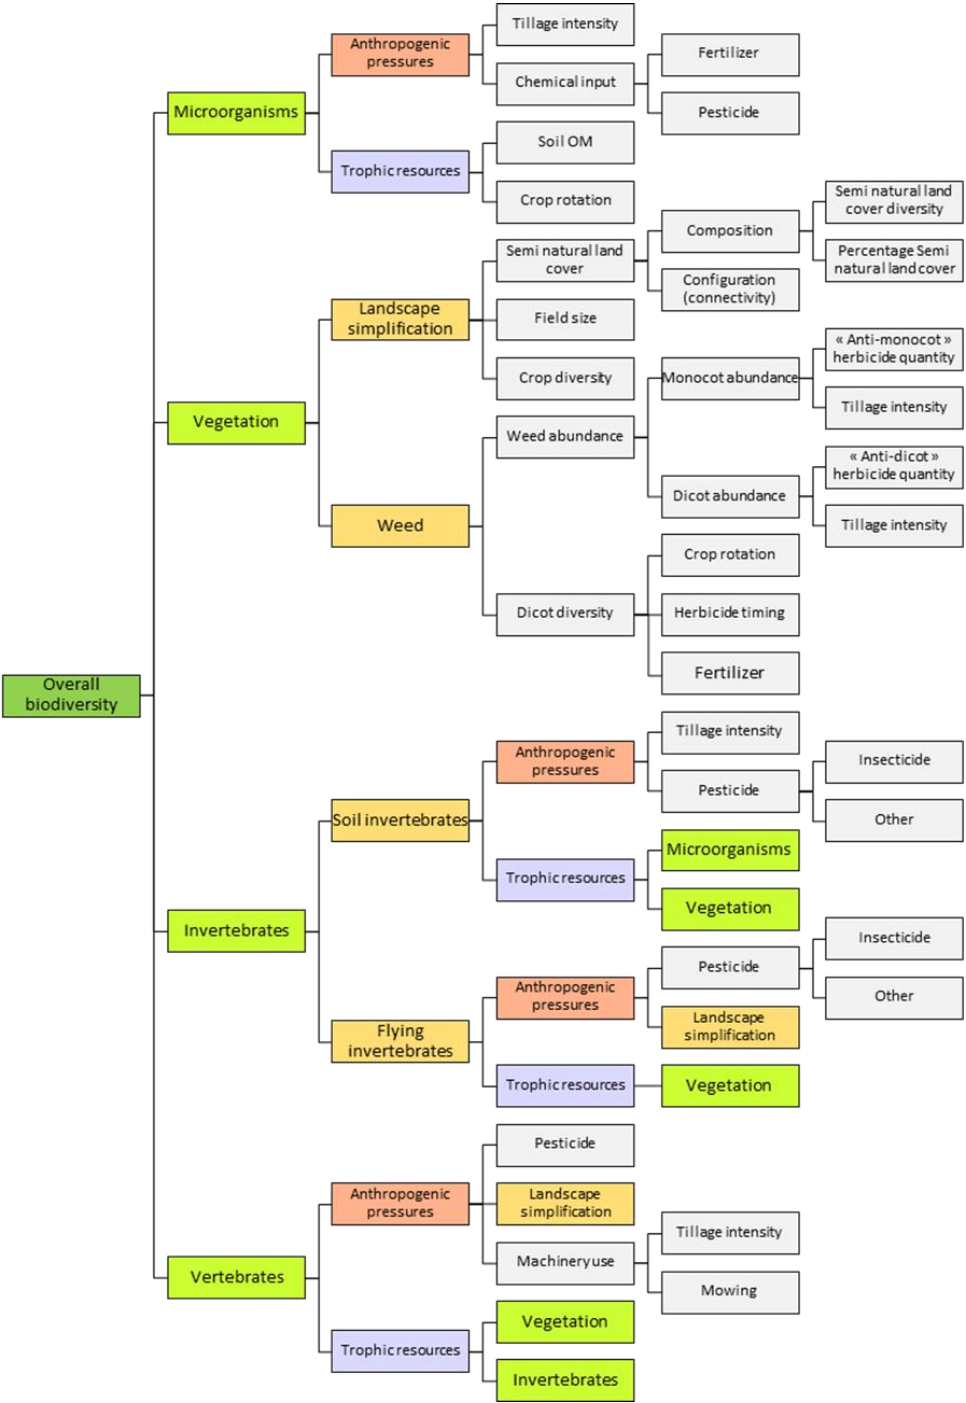 Tillage intensity
Anthropogenic
pressures
Fertilizer
Chemical input
Microorganisms
Pesticide
Soil OM
Trophic resources
Crop rotation
Semi natural land
cover diversity
Composition
Semi natural land
cover
Percentage Semi
natural land cover
Configuration
(connectivity)
Landscape
simplification
Field size
« Anti-monocot »
herbicide quantity
Crop diversity
Monocot abundance
Tillage intensity
Vegetation
Weed abundance
« Anti-dicot »
herbicide quantity
Dicot abundance
Weed
Tillage intensity
Crop rotation
Dicot diversity
Herbicide timing
Fertilizer
Overall
biodiversity
Tillage intensity
Anthropogenic
pressures
Insecticide
Pesticide
Soil invertebrates
Other
Microorganisms
Trophic resources
Vegetation
Invertebrates
Insecticide
Pesticide
Anthropogenic
pressures
Other
Flying
invertebrates
Landscape
simplification
Trophic resources
Vegetation
Pesticide
Anthropogenic
pressures
Landscape
simplification
Tillage intensity
Machinery use
Vertebrates
Mowing
Vegetation
Trophic resources
Invertebrates